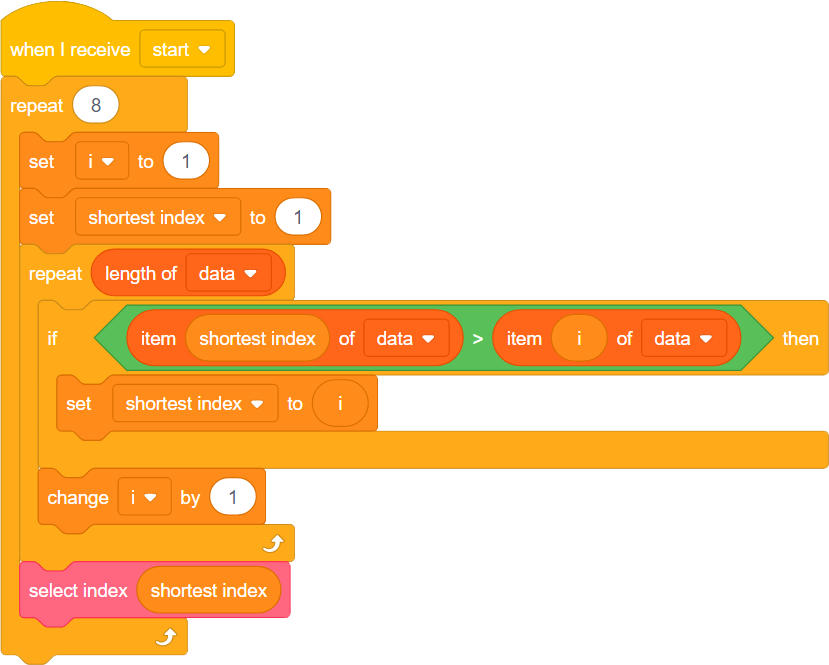 when I receive start
repeat 8
set i to 1
set shortest index to 1
repeat length of data
if item shortest index of data > item i of data then
set shortest index to i
change i by 1
select index shortest index